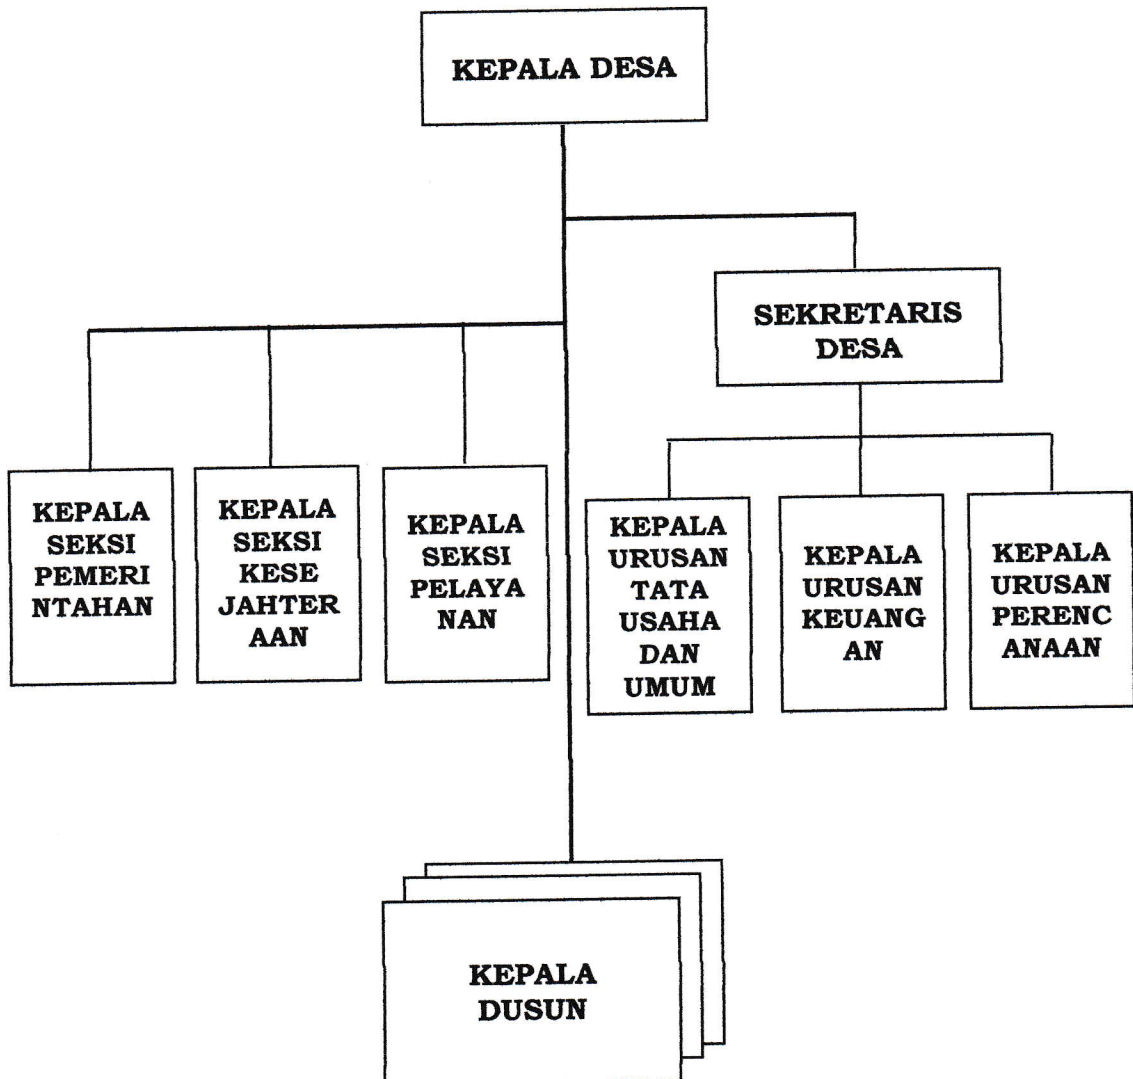 KEPALA DESA
SEKRETARIS
DESA
KEPALA
SEKSI
PEMERI
NTAHAN
KEPALA
SEKSI
KESE
JAHTER
AAN
KEPALA
SEKSI
PELAYA
NAN
KEPALA
URUSAN
TATA
USAHA
DAN
UMUM
KEPALA
URUSAN
KEUANG
AN
KEPALA
URUSAN
PERENC
ANAAN
KEPALA
DUSUN